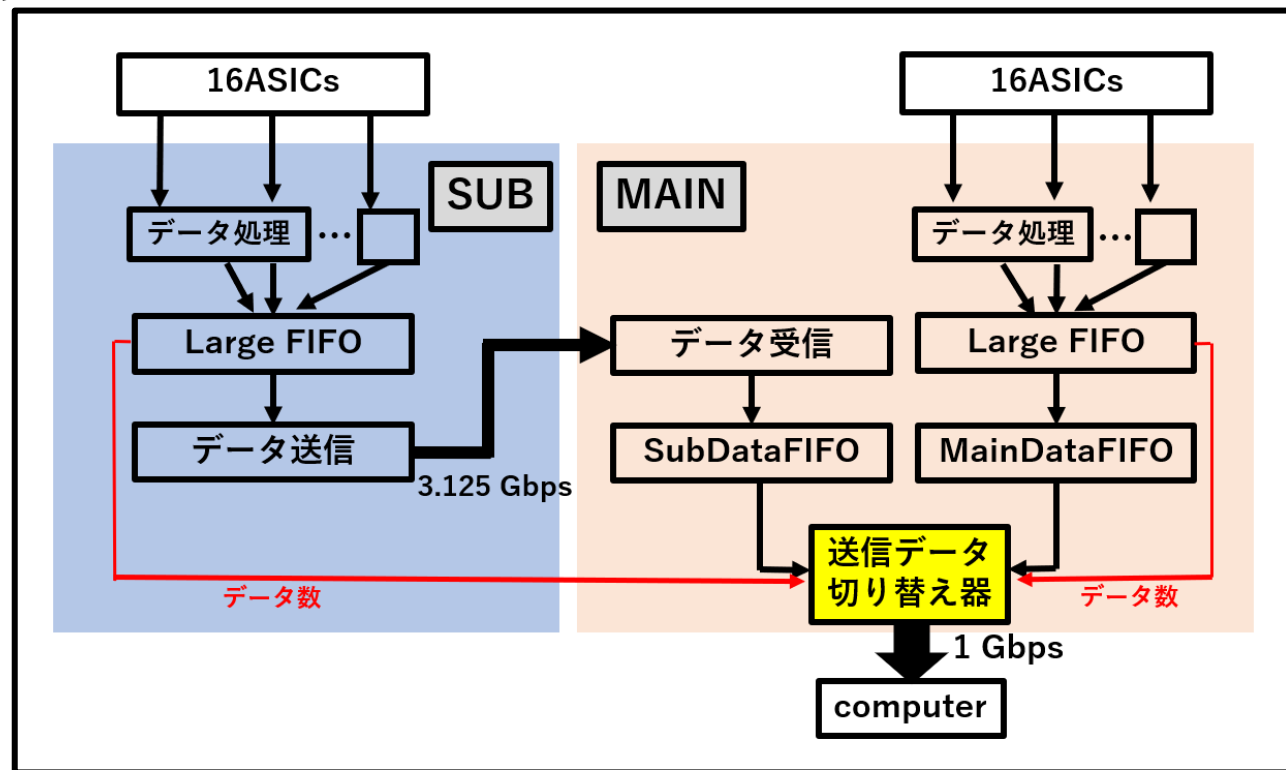 16ASICs
16ASICs
SUB
MAIN
データ処理
…
データ処理
…
Large FIFO
データ受信
Large FIFO
データ送信
SubDataFIFO
MainDataFIFO
3.125 Gbps
送信データ
切り替え器
データ数
データ数
1 Gbps
computer